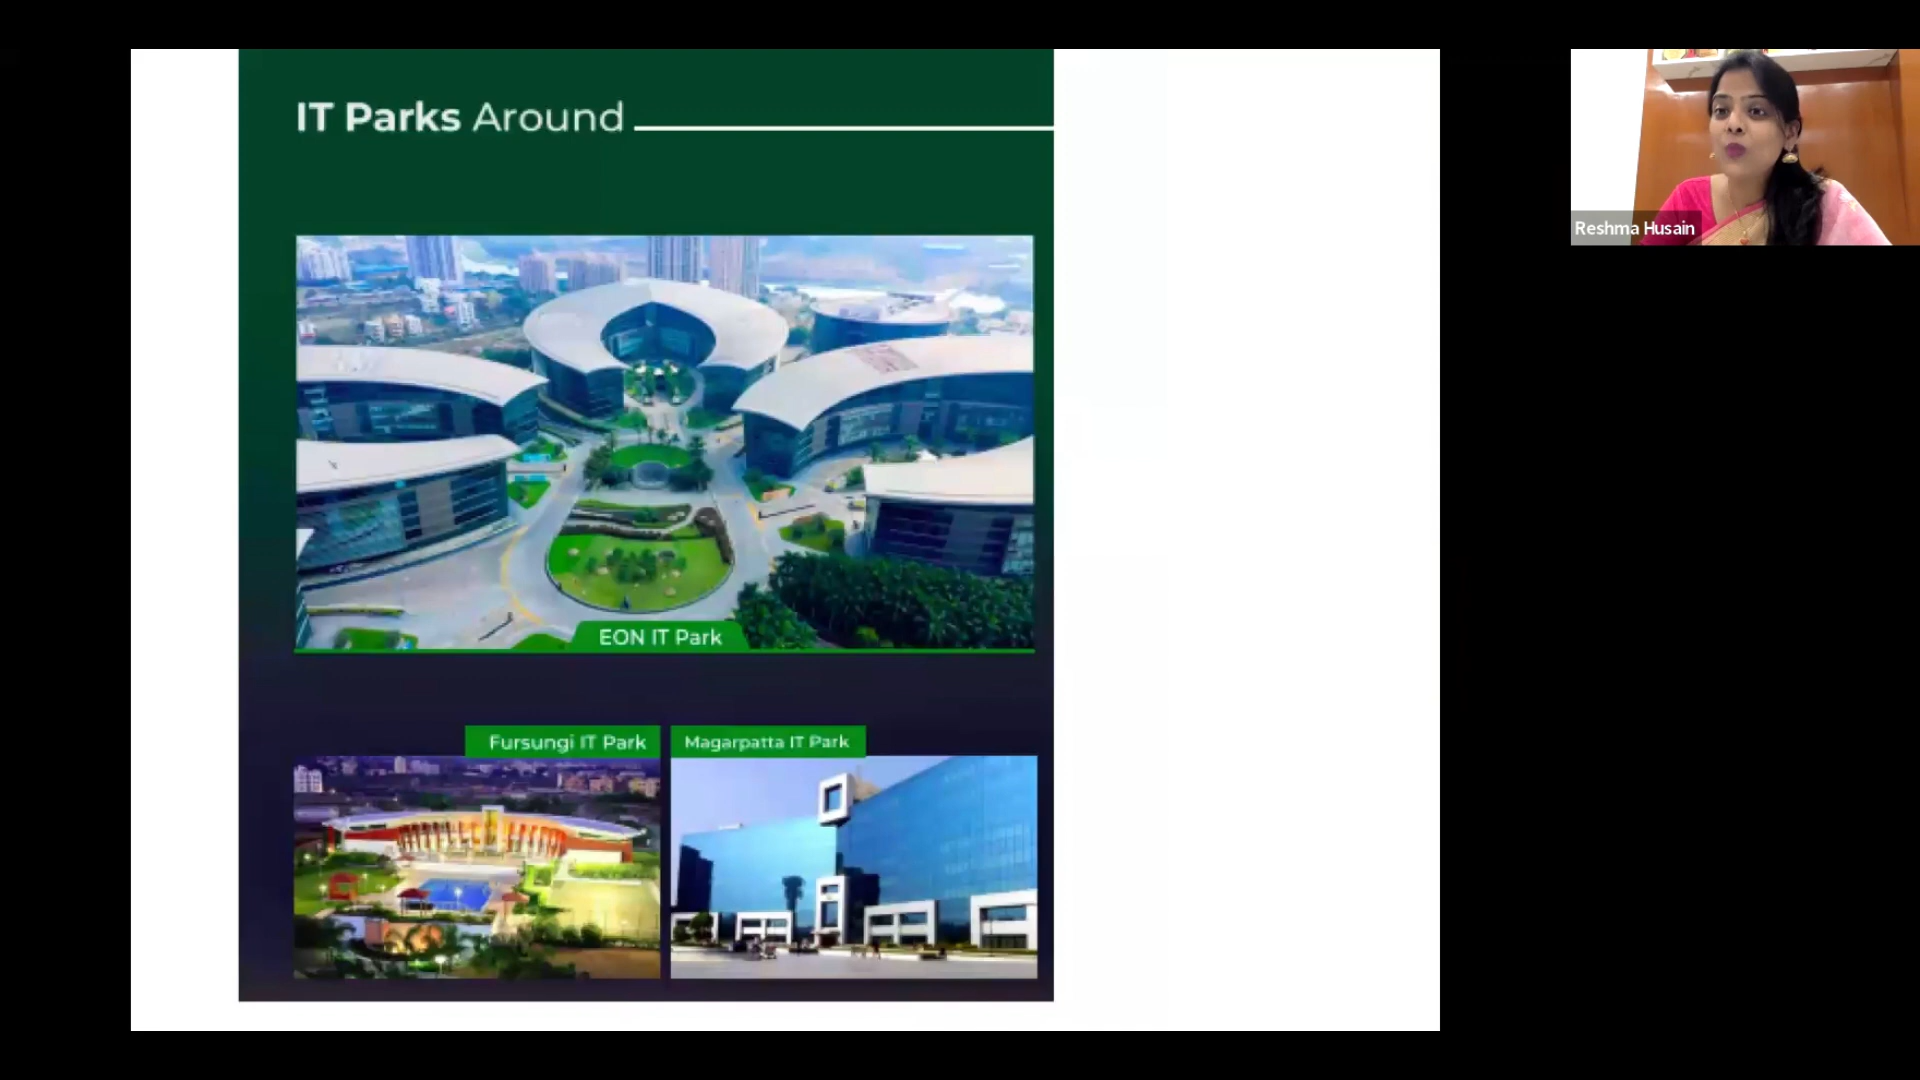 IT Parks Around
Reshma Husain
EON IT Park
Fursungi IT Park
Magarpatta IT Park